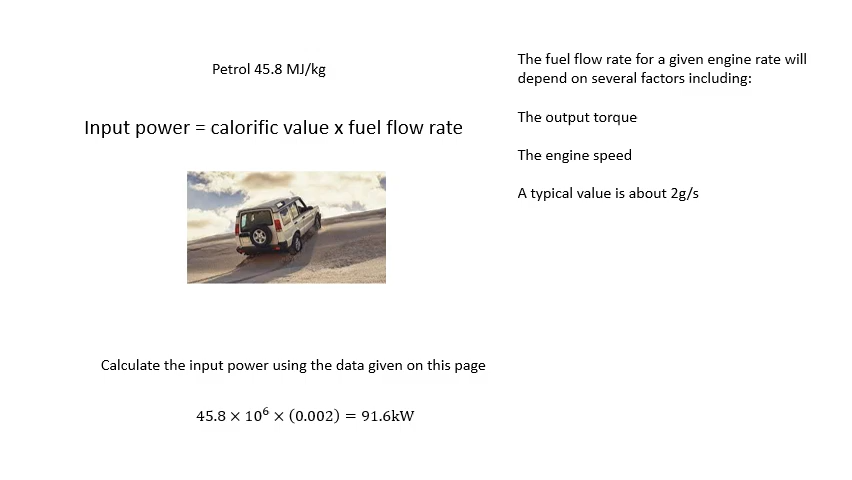 Petrol 45.8 MJ/kg
Input power = calorific value x fuel flow rate
The fuel flow rate for a given engine rate will
depend on several factors including:
The output torque
The engine speed
A typical value is about 2g/s
Calculate the input power using the data given on this page
45.8 × 10⁶ × (0.002) = 91.6kW